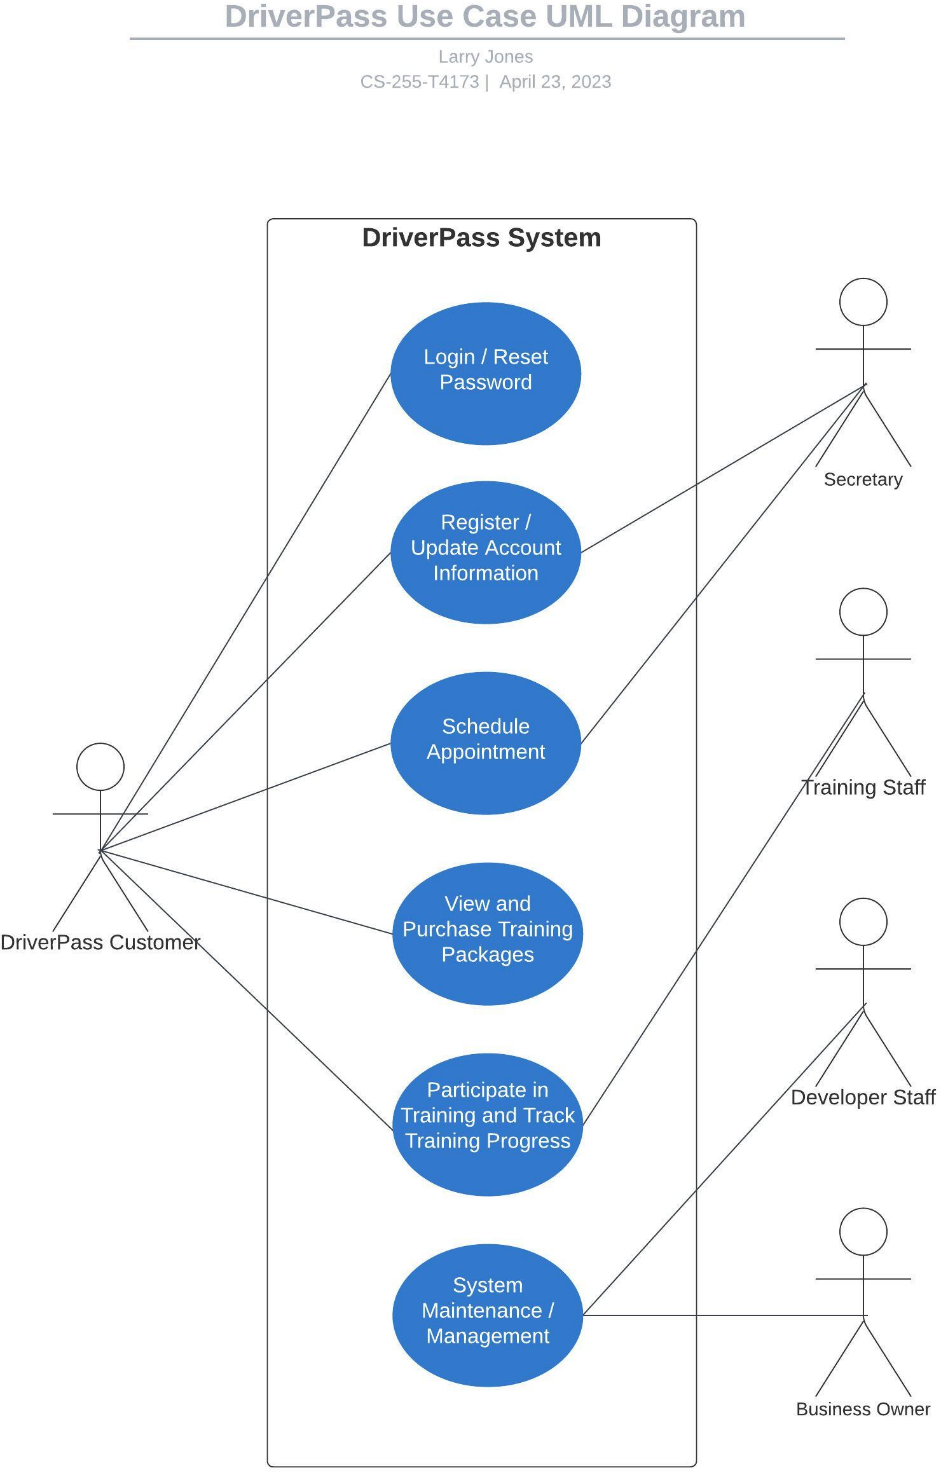 DriverPass Use Case UML Diagram
Larry Jones
CS-255-T4173 | April 23, 2023
DriverPass System
Login / Reset
Password
Secretary
Register /
Update Account
Information
Schedule
Appointment
Training Staff
DriverPass Customer
View and
Purchase Training
Packages
Participate in
Training and Track
Training Progress
Developer Staff
System
Maintenance /
Management
Business Owner